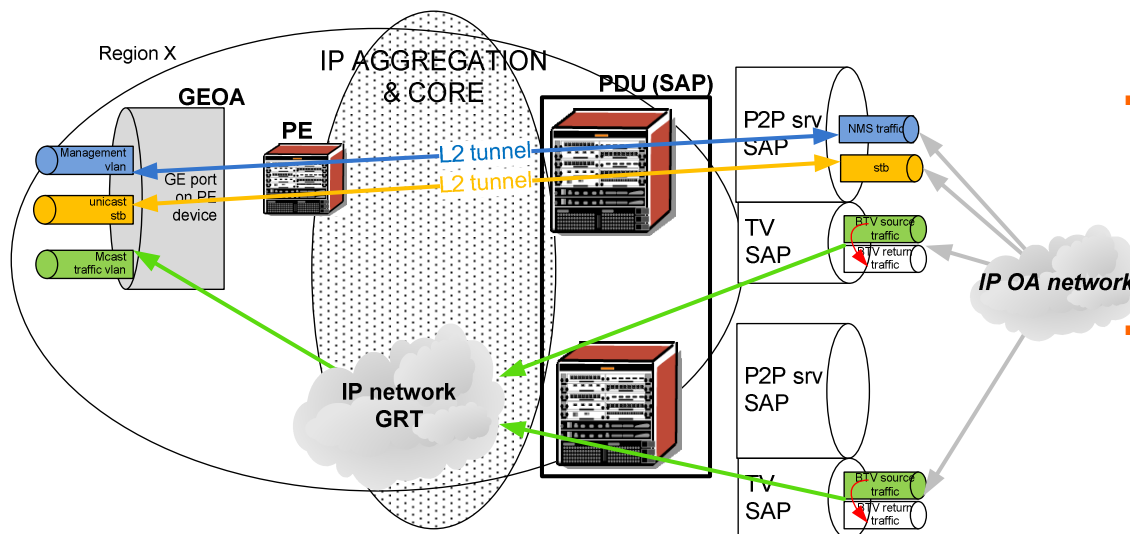 Region X
IP AGGREGATION
& CORE
GEOA
PE
PDU (SAP)
Management
vlan
unicast
stb
Mcast
traffic vlan
GE port
on PE
device
L2 tunnel
L2 tunnel
IP network
GRT
P2P srv
SAP
NMS traffic
stb
TV
SAP
BTV source
traffic
BTV return
traffic
IP OA network
P2P srv
SAP
TV
SAP
BTV source
traffic
BTV return
traffic